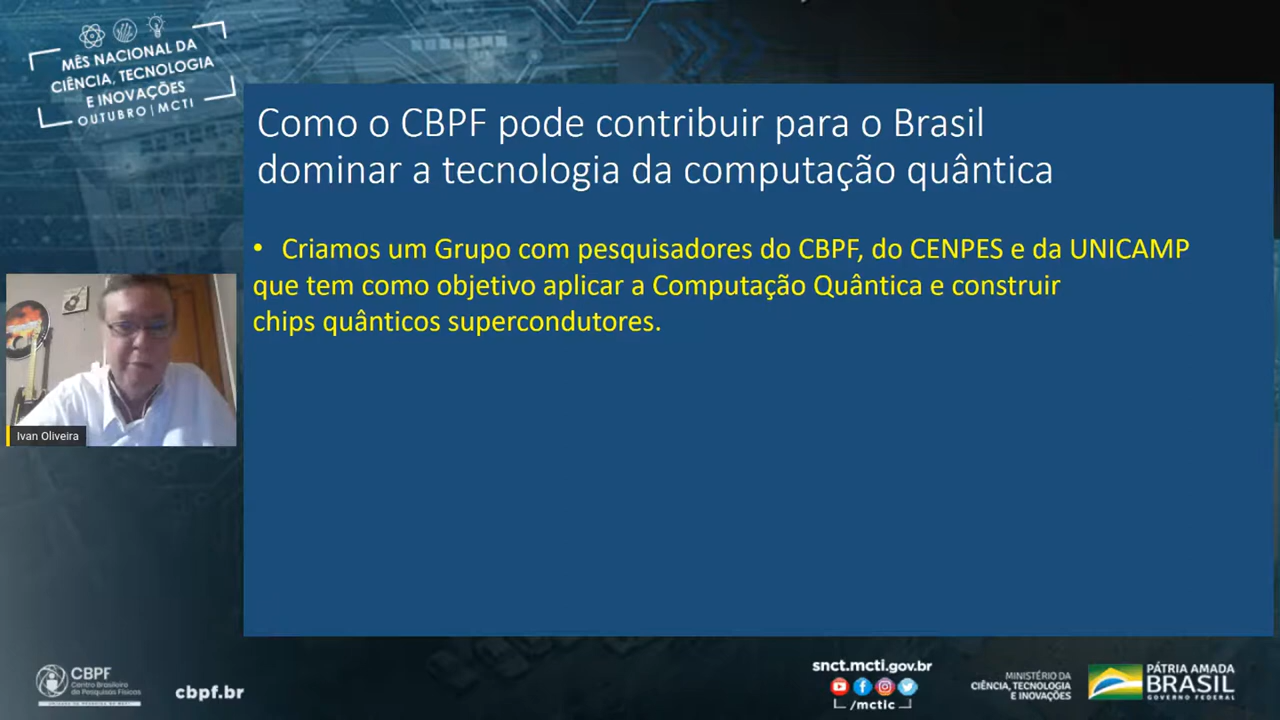 MÊS NACIONAL DA
CIÊNCIA, TECNOLOGIA
E INOVAÇÕES
OUTUBRO | MCTI
Como o CBPF pode contribuir para o Brasil
dominar a tecnologia da computação quântica
• Criamos um Grupo com pesquisadores do CBPF, do CENPES e da UNICAMP
que tem como objetivo aplicar a Computação Quântica e construir
chips quânticos supercondutores.
Ivan Oliveira
CBPF
Centro Brasileiro
de Pesquisas Físicas
cbpf.br
snct.mcti.gov.br
/mctic
MINISTÉRIO DA
CIÊNCIA, TECNOLOGIA
E INOVAÇÕES
PÁTRIA AMADA
BRASIL
GOVERNO FEDERAL